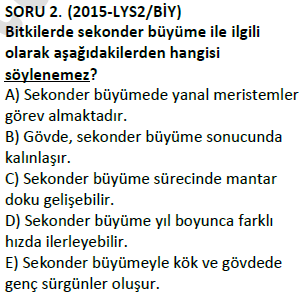 SORU 2. (2015-LYS2/BİY)
Bitkilerde sekonder büyüme ile ilgili
olarak aşağıdakilerden hangisi
söylenemez?
A) Sekonder büyümede yanal meristemler
görev almaktadır.
B) Gövde, sekonder büyüme sonucunda
kalınlaşır.
C) Sekonder büyüme sürecinde mantar
doku gelişebilir.
D) Sekonder büyüme yıl boyunca farklı
hızda ilerleyebilir.
E) Sekonder büyümeyle kök ve gövdede
genç sürgünler oluşur.